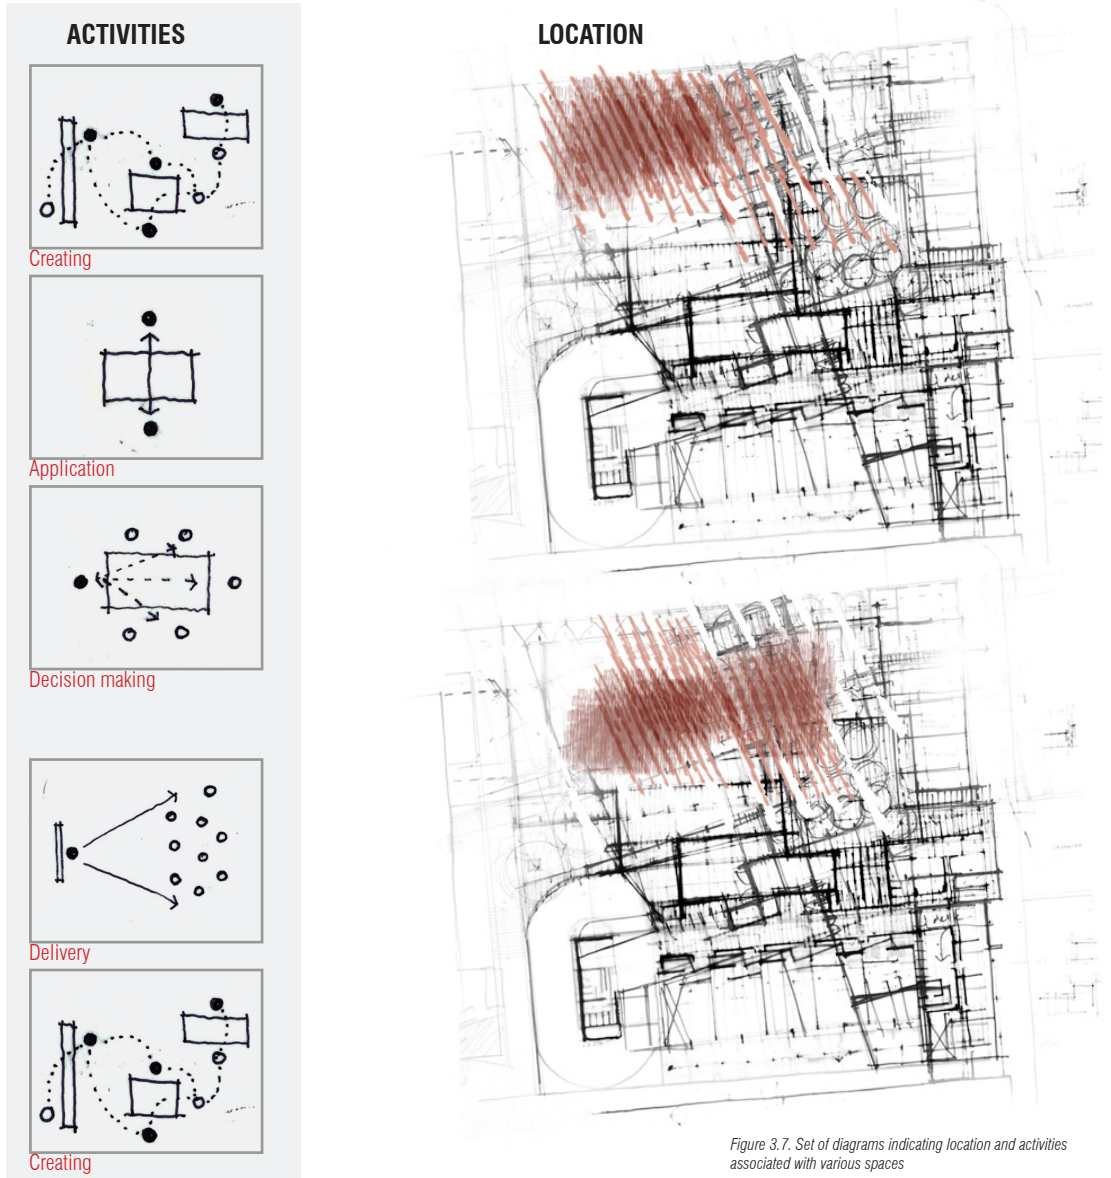 ACTIVITIES
LOCATION
Creating
Application
Decision making
Delivery
Creating
Figure 3.7. Set of diagrams indicating location and activities
associated with various spaces